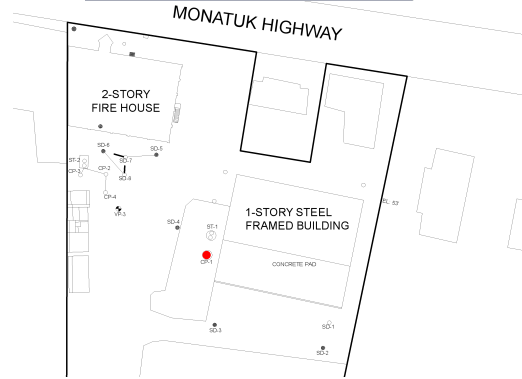 MONATUK HIGHWAY
2-STORY
FIRE HOUSE
SD-6
SD-5
ST-2
SD-7
CP-3
CP-2
SD-8
CP-4
VP-3
SD-4
ST-1
CP-1
1-STORY STEEL
FRAMED BUILDING
EL. 53'
CONCRETE PAD
SD-3
SD-1
SD-2